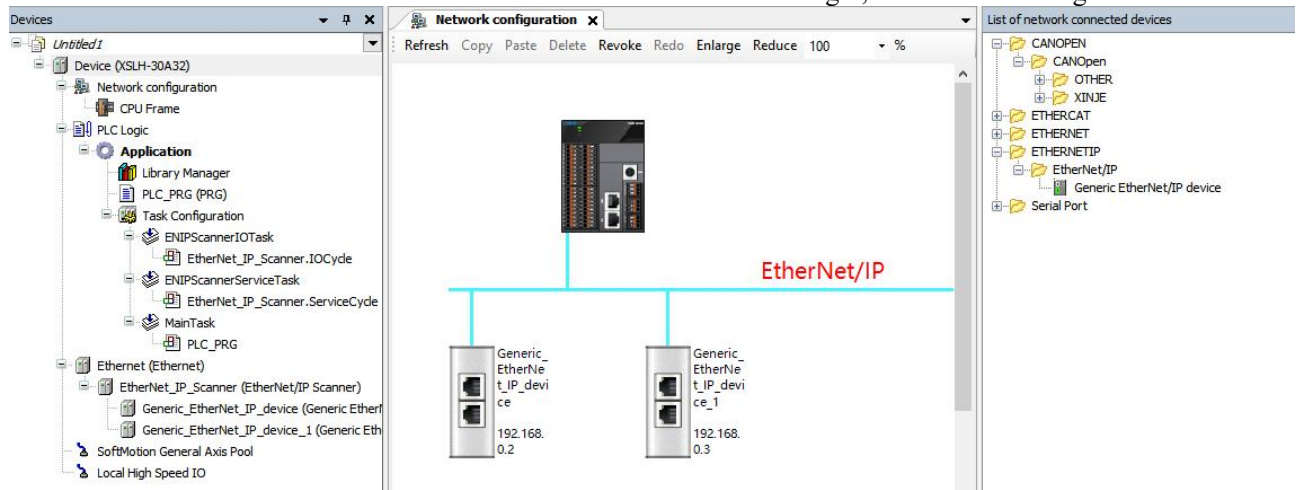 Devices
Untitled1
Device (XSLH-30A32)
Network configuration
CPU Frame
PLC Logic
Application
Library Manager
PLC_PRG (PRG)
Task Configuration
ENIPScannerIOTask
EtherNet_IP_Scanner.IOCycle
ENIPScannerServiceTask
EtherNet_IP_Scanner.ServiceCycle
MainTask
PLC_PRG
Ethernet (Ethernet)
EtherNet_IP_Scanner (EtherNet/IP Scanner)
Generic_EtherNet_IP_device (Generic Ether
Generic_EtherNet_IP_device_1 (Generic Eth
SoftMotion General Axis Pool
Local High Speed IO
Network configuration
Refresh Copy Paste Delete Revoke Redo Enlarge Reduce 100 %
EtherNet/IP
Generic_
EtherNe
t_IP_devi
ce
192.168.
0.2
Generic_
EtherNe
t_IP_devi
ce_1
192.168.
0.3
List of network connected devices
CANOPEN
CANOpen
OTHER
XINJE
ETHERCAT
ETHERNET
ETHERNETIP
EtherNet/IP
Generic EtherNet/IP device
Serial Port